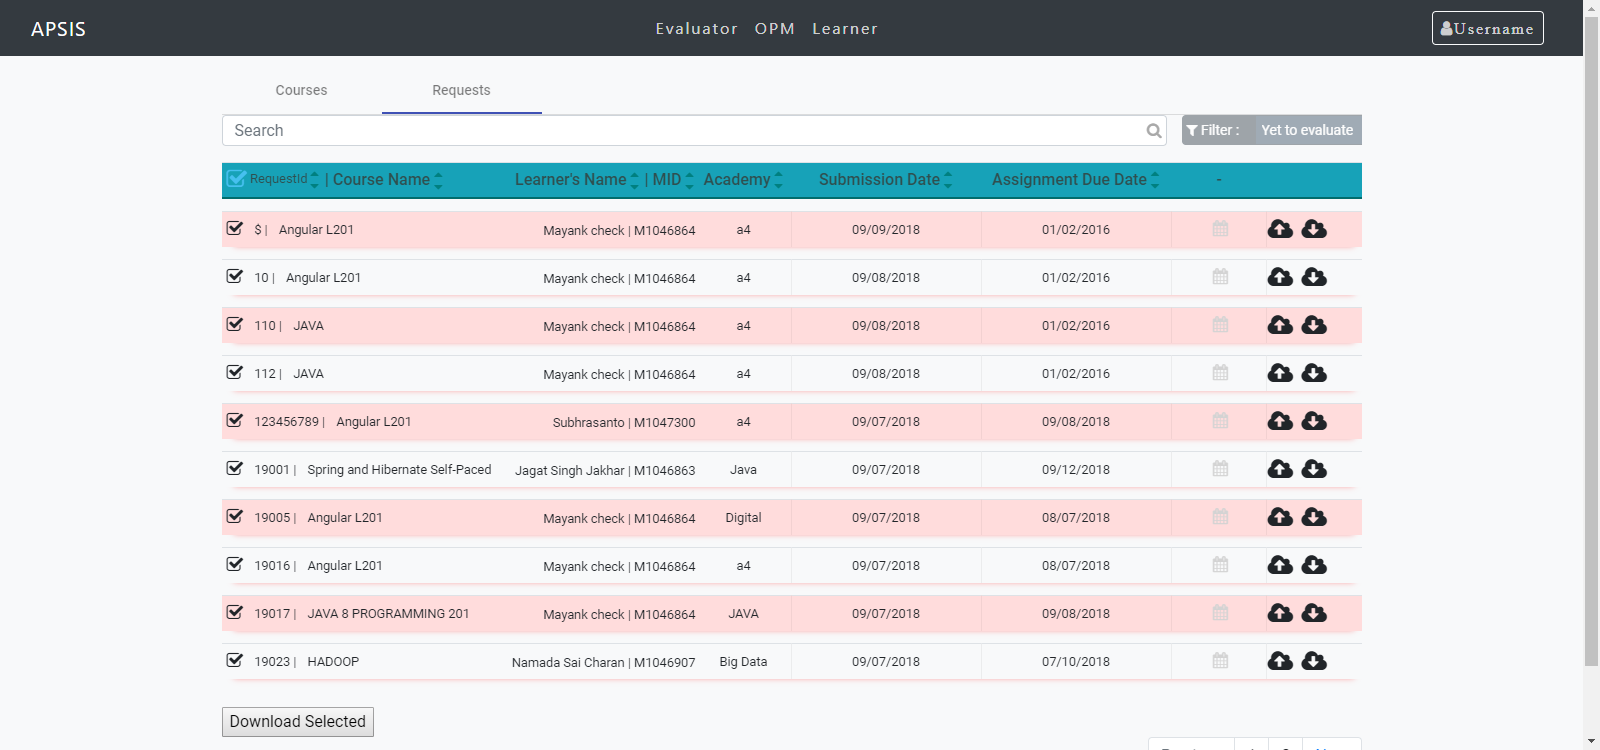 APSIS Evaluator OPM Learner Username
Courses Requests
Search Filter : Yet to evaluate
RequestId | Course Name Learner's Name | MID Academy Submission Date Assignment Due Date -
$ | Angular L201 Mayank check | M1046864 a4 09/09/2018 01/02/2016
10 | Angular L201 Mayank check | M1046864 a4 09/08/2018 01/02/2016
110 | JAVA Mayank check | M1046864 a4 09/08/2018 01/02/2016
112 | JAVA Mayank check | M1046864 a4 09/08/2018 01/02/2016
123456789 | Angular L201 Subhrasanto | M1047300 a4 09/07/2018 09/08/2018
19001 | Spring and Hibernate Self-Paced Jagat Singh Jakhar | M1046863 Java 09/07/2018 09/12/2018
19005 | Angular L201 Mayank check | M1046864 Digital 09/07/2018 08/07/2018
19016 | Angular L201 Mayank check | M1046864 a4 09/07/2018 08/07/2018
19017 | JAVA 8 PROGRAMMING 201 Mayank check | M1046864 JAVA 09/07/2018 09/08/2018
19023 | HADOOP Namada Sai Charan | M1046907 Big Data 09/07/2018 07/10/2018
Download Selected